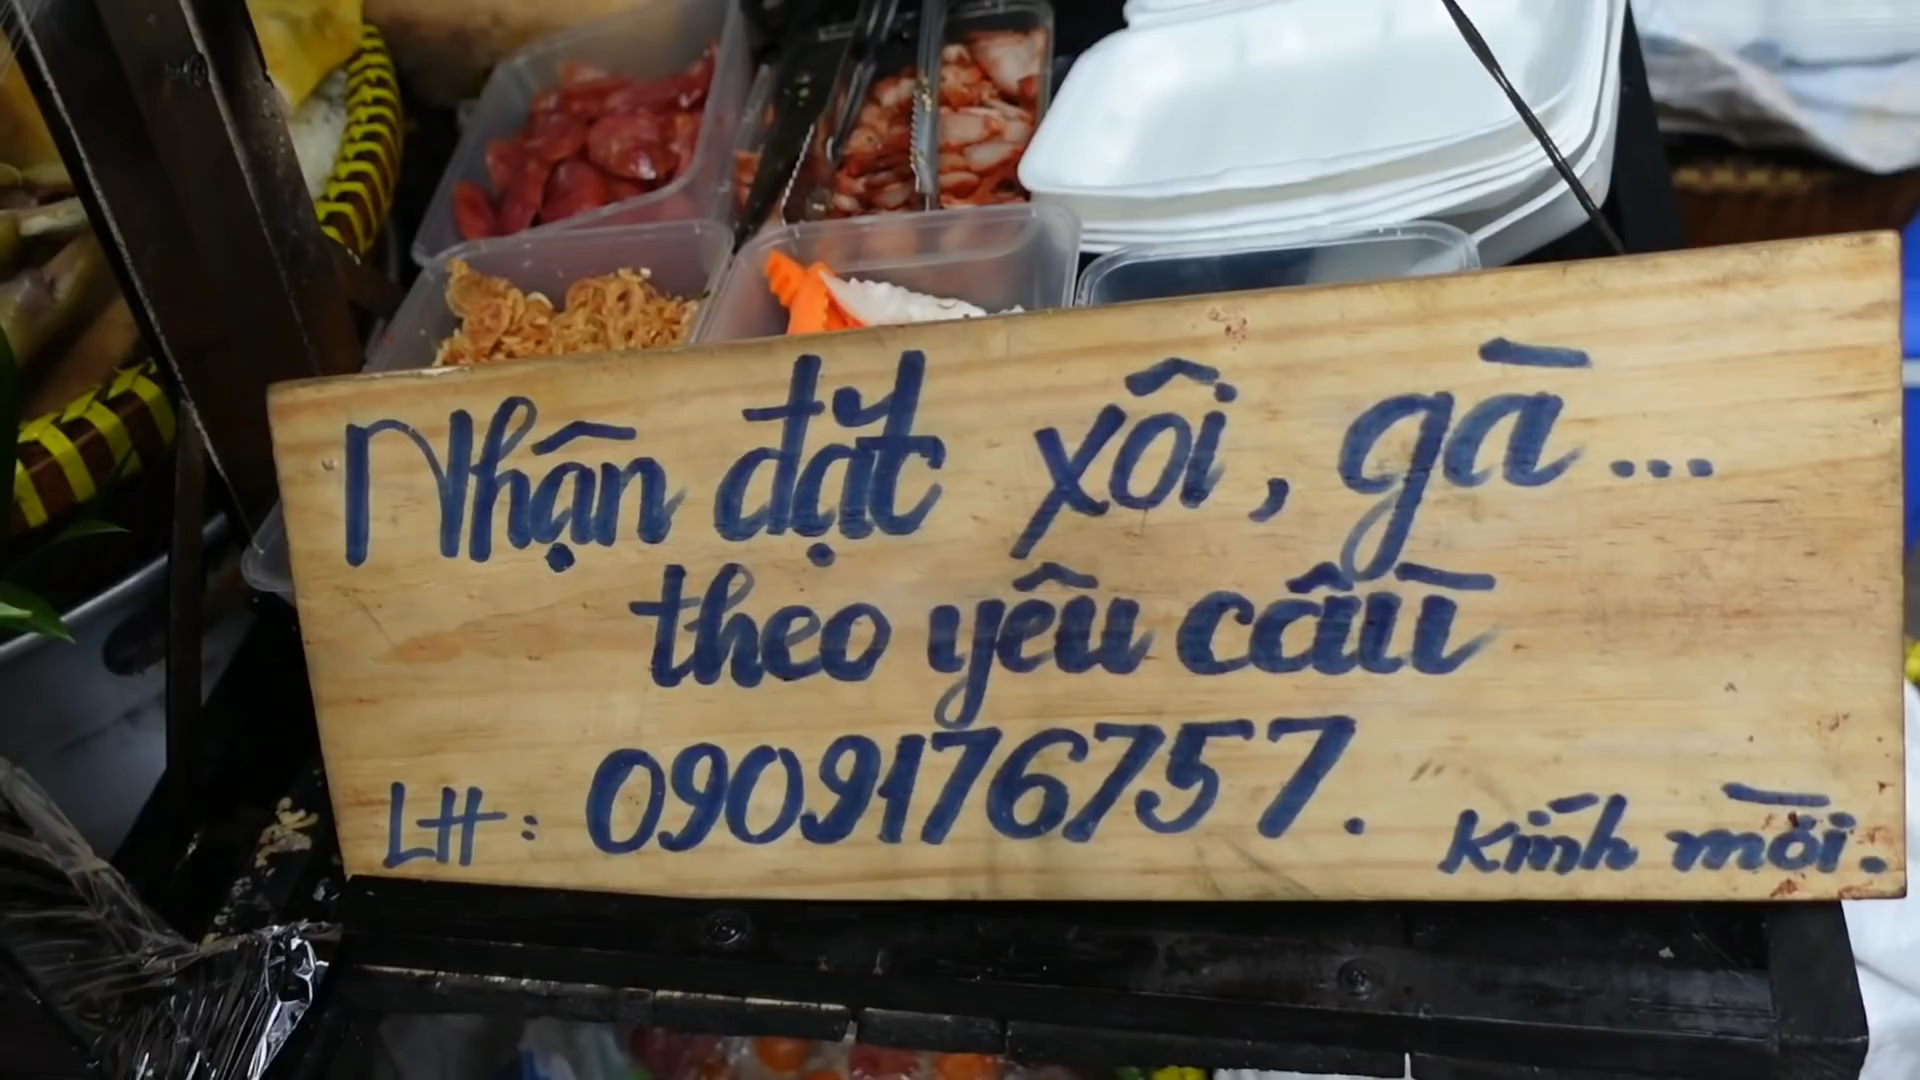 Nhận đặt xôi, gà...
theo yêu cầu
LH: 0909176757.
Kính mời.